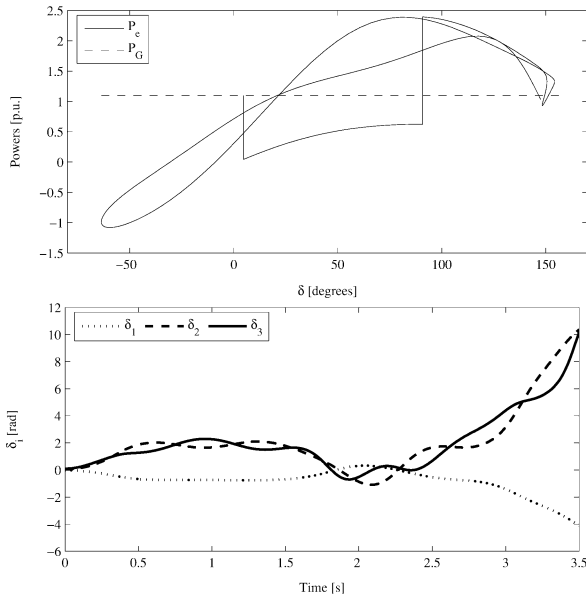 2.5
2
1.5
1
0.5
0
−0.5
−1
−1.5
Powers [p.u.]
P_e
P_G
−50 0 50 100 150
δ [degrees]
12
10
8
6
4
2
0
−2
−4
−6
δ_i [rad]
δ_1 δ_2 δ_3
0 0.5 1 1.5 2 2.5 3 3.5
Time [s]